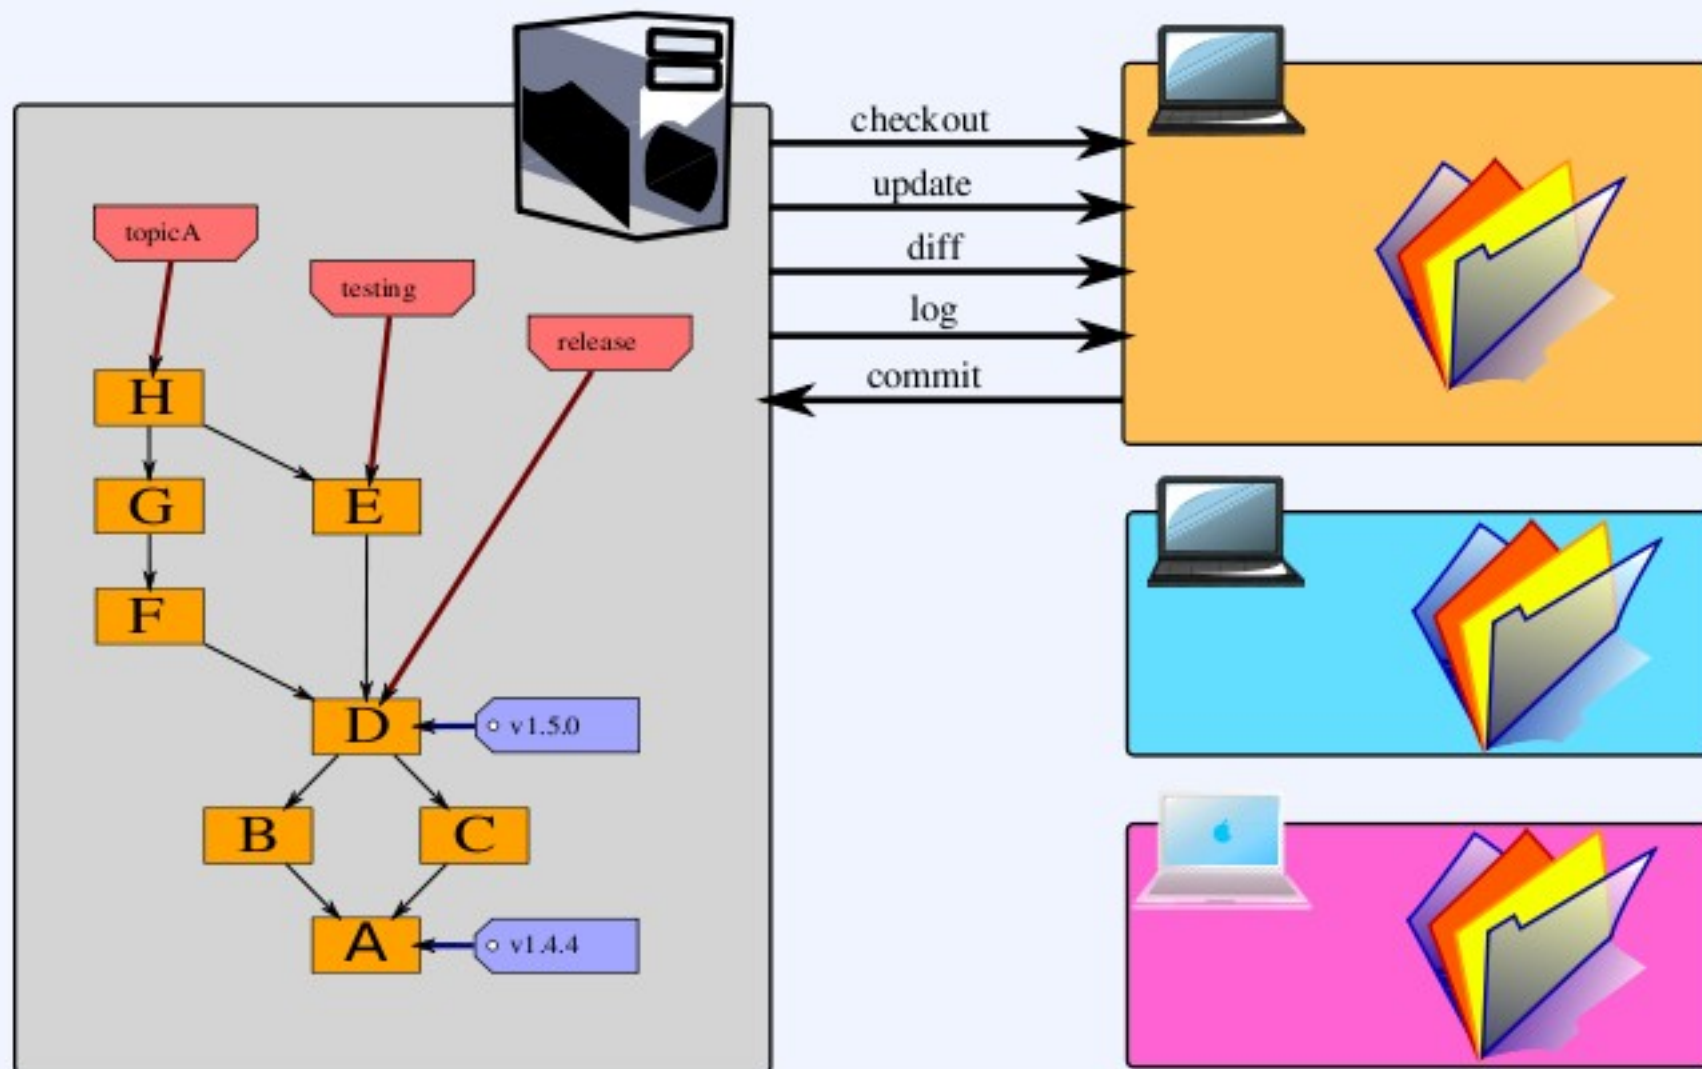 checkout
update
diff
log
commit
topicA
testing
release
H
G
E
F
D
v1.5.0
B
C
A
v1.4.4